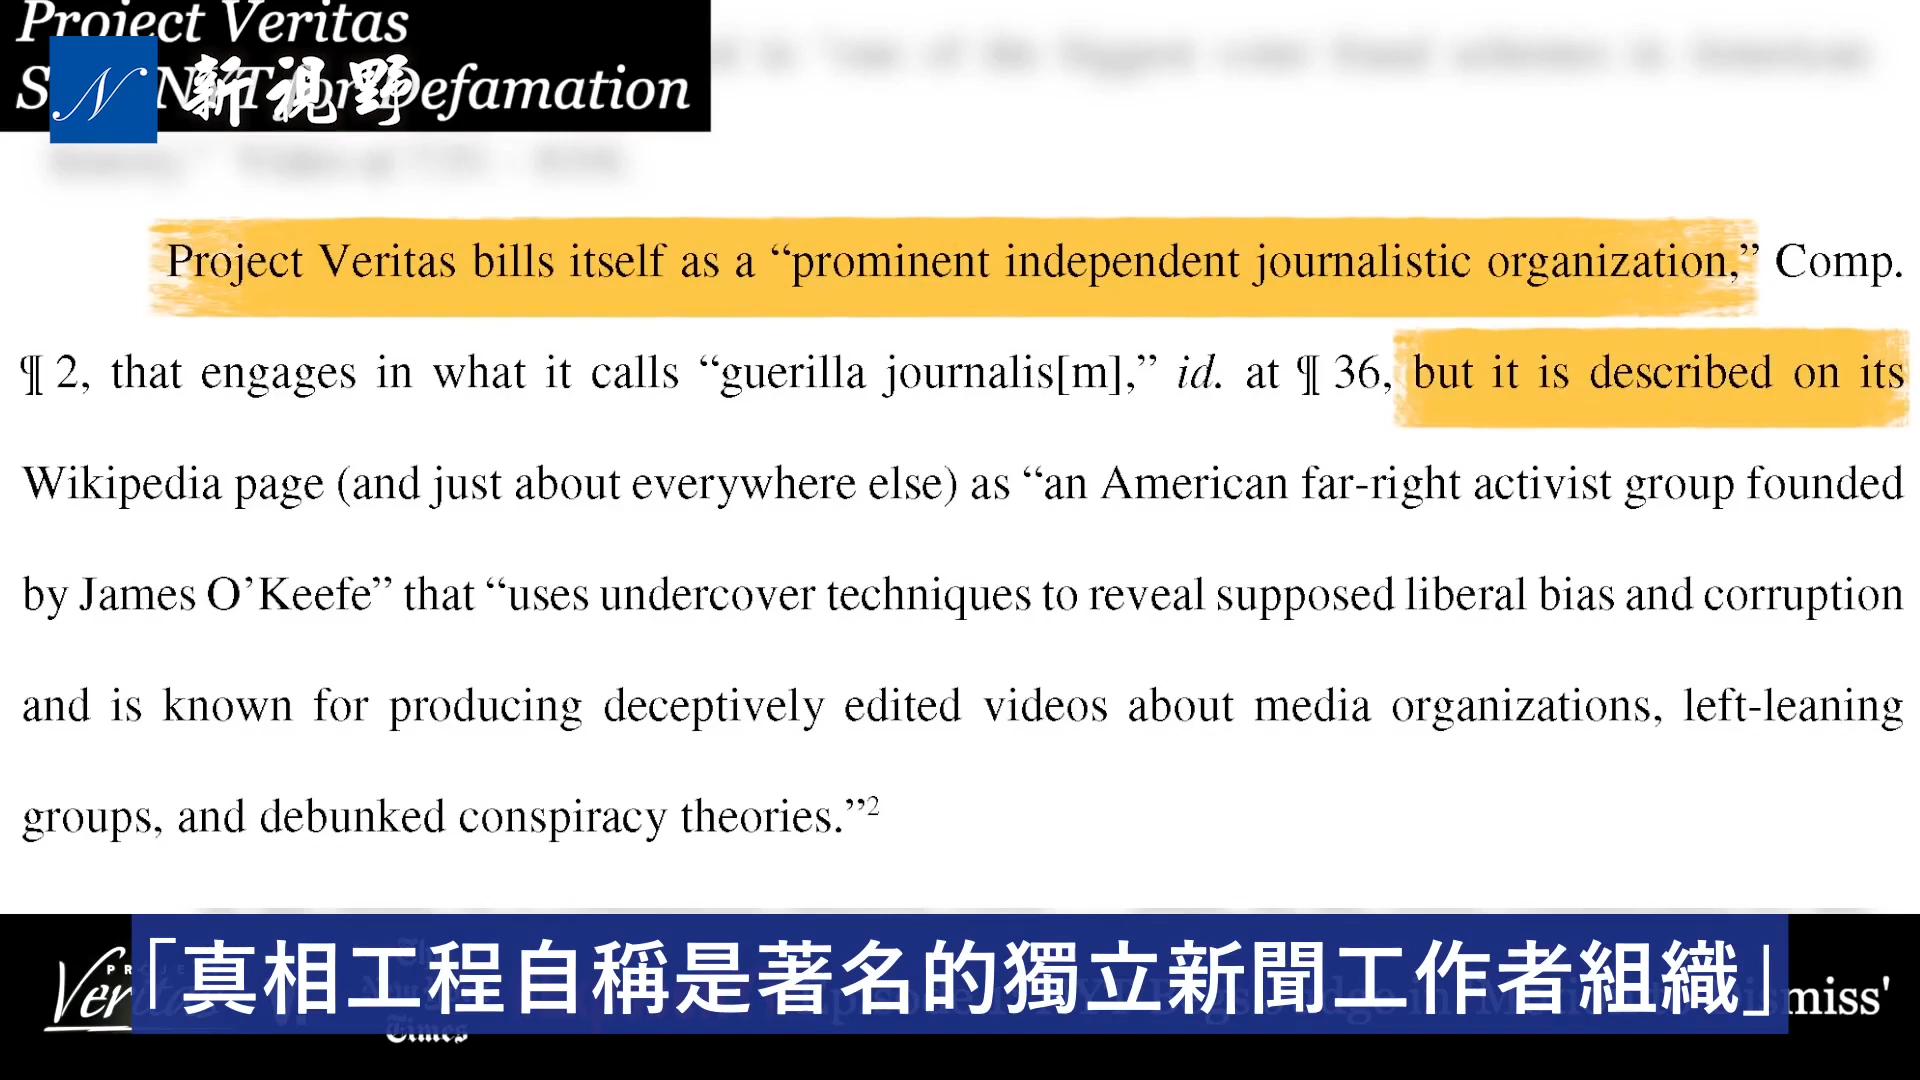 Project Veritas
Defamation
N
新視野
Project Veritas bills itself as a “prominent independent journalistic organization,” Comp.
¶ 2, that engages in what it calls “guerilla journalis[m],” id. at ¶ 36, but it is described on its
Wikipedia page (and just about everywhere else) as “an American far-right activist group founded
by James O’Keefe” that “uses undercover techniques to reveal supposed liberal bias and corruption
and is known for producing deceptively edited videos about media organizations, left-leaning
groups, and debunked conspiracy theories.”2
「真相工程自稱是著名的獨立新聞工作者組織」
miss'
Times